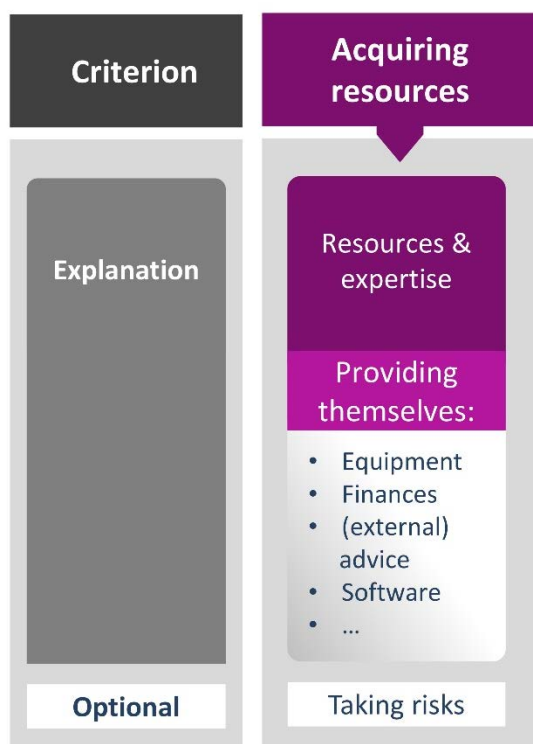 Criterion
Explanation
Optional
Acquiring
resources
Resources &
expertise
Providing
themselves:
• Equipment
• Finances
• (external)
advice
• Software
• ...
Taking risks